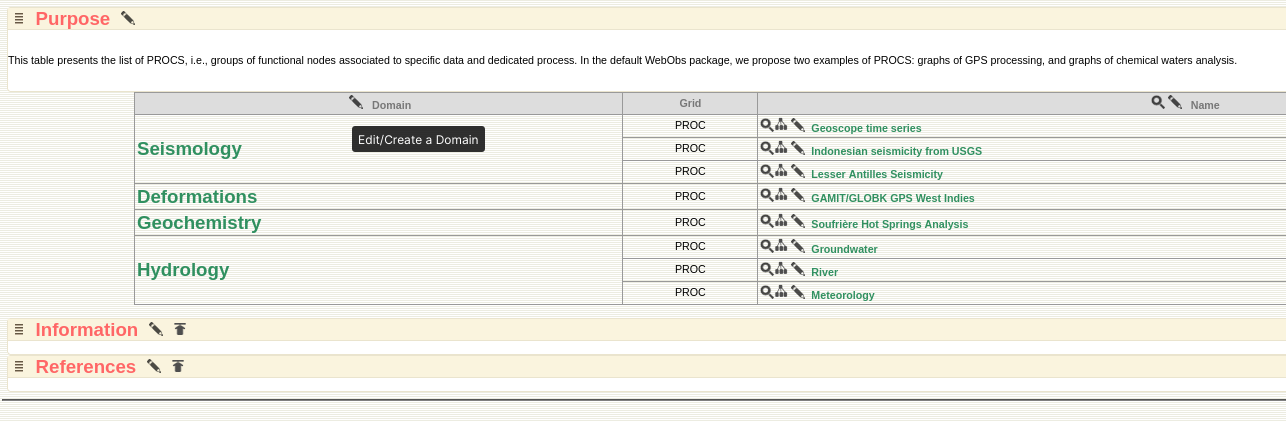 Purpose
This table presents the list of PROCS, i.e., groups of functional nodes associated to specific data and dedicated process. In the default WebObs package, we propose two examples of PROCS: graphs of GPS processing, and graphs of chemical waters analysis.
Domain Grid Name
Seismology PROC Geoscope time series
Edit/Create a Domain
PROC Indonesian seismicity from USGS
PROC Lesser Antilles Seismicity
Deformations PROC GAMIT/GLOBK GPS West Indies
Geochemistry PROC Soufrière Hot Springs Analysis
Hydrology PROC Groundwater
PROC River
PROC Meteorology
Information
References